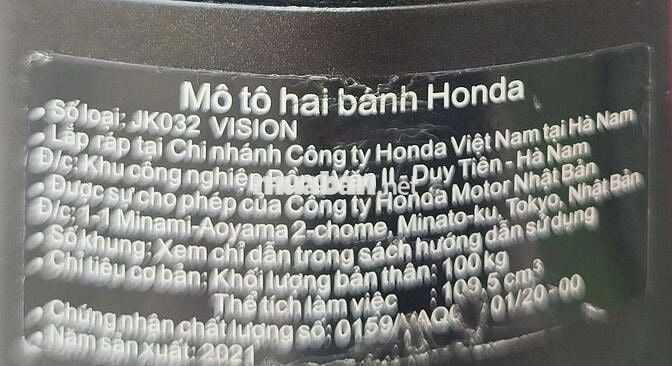 Mô tô hai bánh Honda
• Số loại: JK032 VISION
• Lắp ráp tại Chi nhánh Công ty Honda Việt Nam tại Hà Nam
Đ/c: Khu công nghiệp Đồng Văn II - Duy Tiên - Hà Nam
• Được sự cho phép của Công ty Honda Motor Nhật Bản
Đ/c: 1-1 Minami-Aoyama 2-chome, Minato-ku, Tokyo, Nhật Bản
• Số khung: Xem chỉ dẫn trong sách hướng dẫn sử dụng
• Chỉ tiêu cơ bản: Khối lượng bản thân: 100 kg
Thể tích làm việc : 109,5 cm³
• Chứng nhận chất lượng số: 0159/VAQ 01/20-00
• Năm sản xuất: 2021